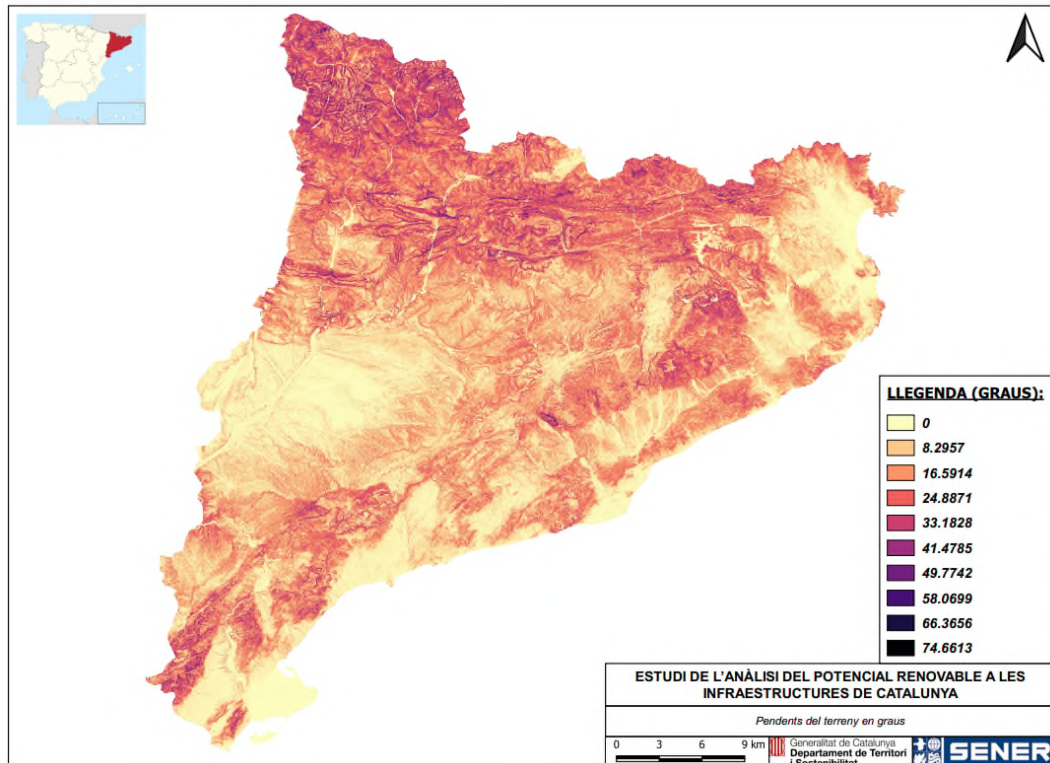 LLEGENDA (GRAUS):
0
8.2957
16.5914
24.8871
33.1828
41.4785
49.7742
58.0699
66.3656
74.6613
ESTUDI DE L'ANÀLISI DEL POTENCIAL RENOVABLE A LES
INFRAESTRUCTURES DE CATALUNYA
Pendents del terreny en graus
0 3 6 9 km
Generalitat de Catalunya
Departament de Territori
i Sostenibilitat
SENER